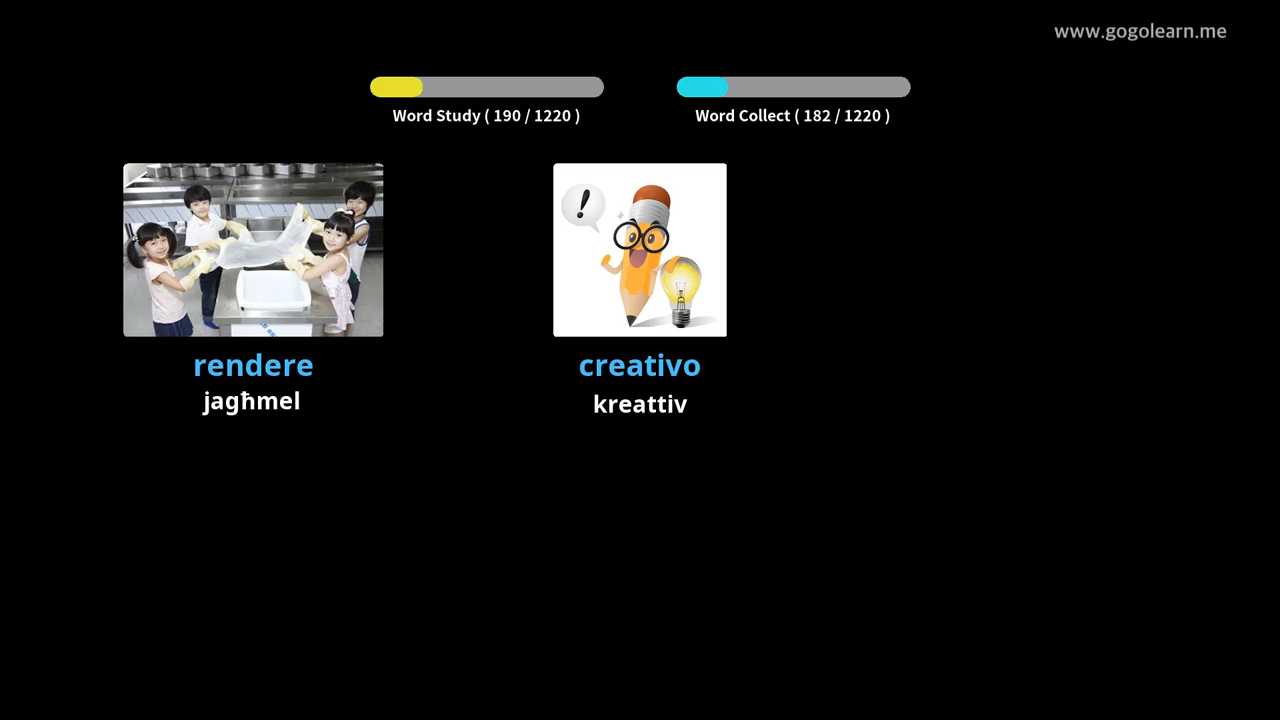 www.gogolearn.me
Word Study ( 190 / 1220 )
Word Collect ( 182 / 1220 )
!
rendere
creativo
jagħmel
kreattiv